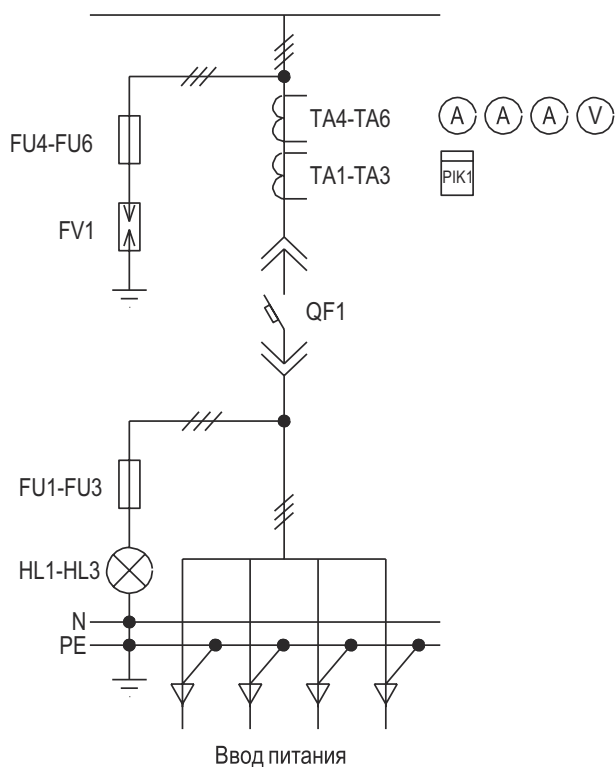 TA4-TA6
A A A V
FU4-FU6
TA1-TA3
PIK1
FV1
QF1
FU1-FU3
HL1-HL3
N
PE
Ввод питания